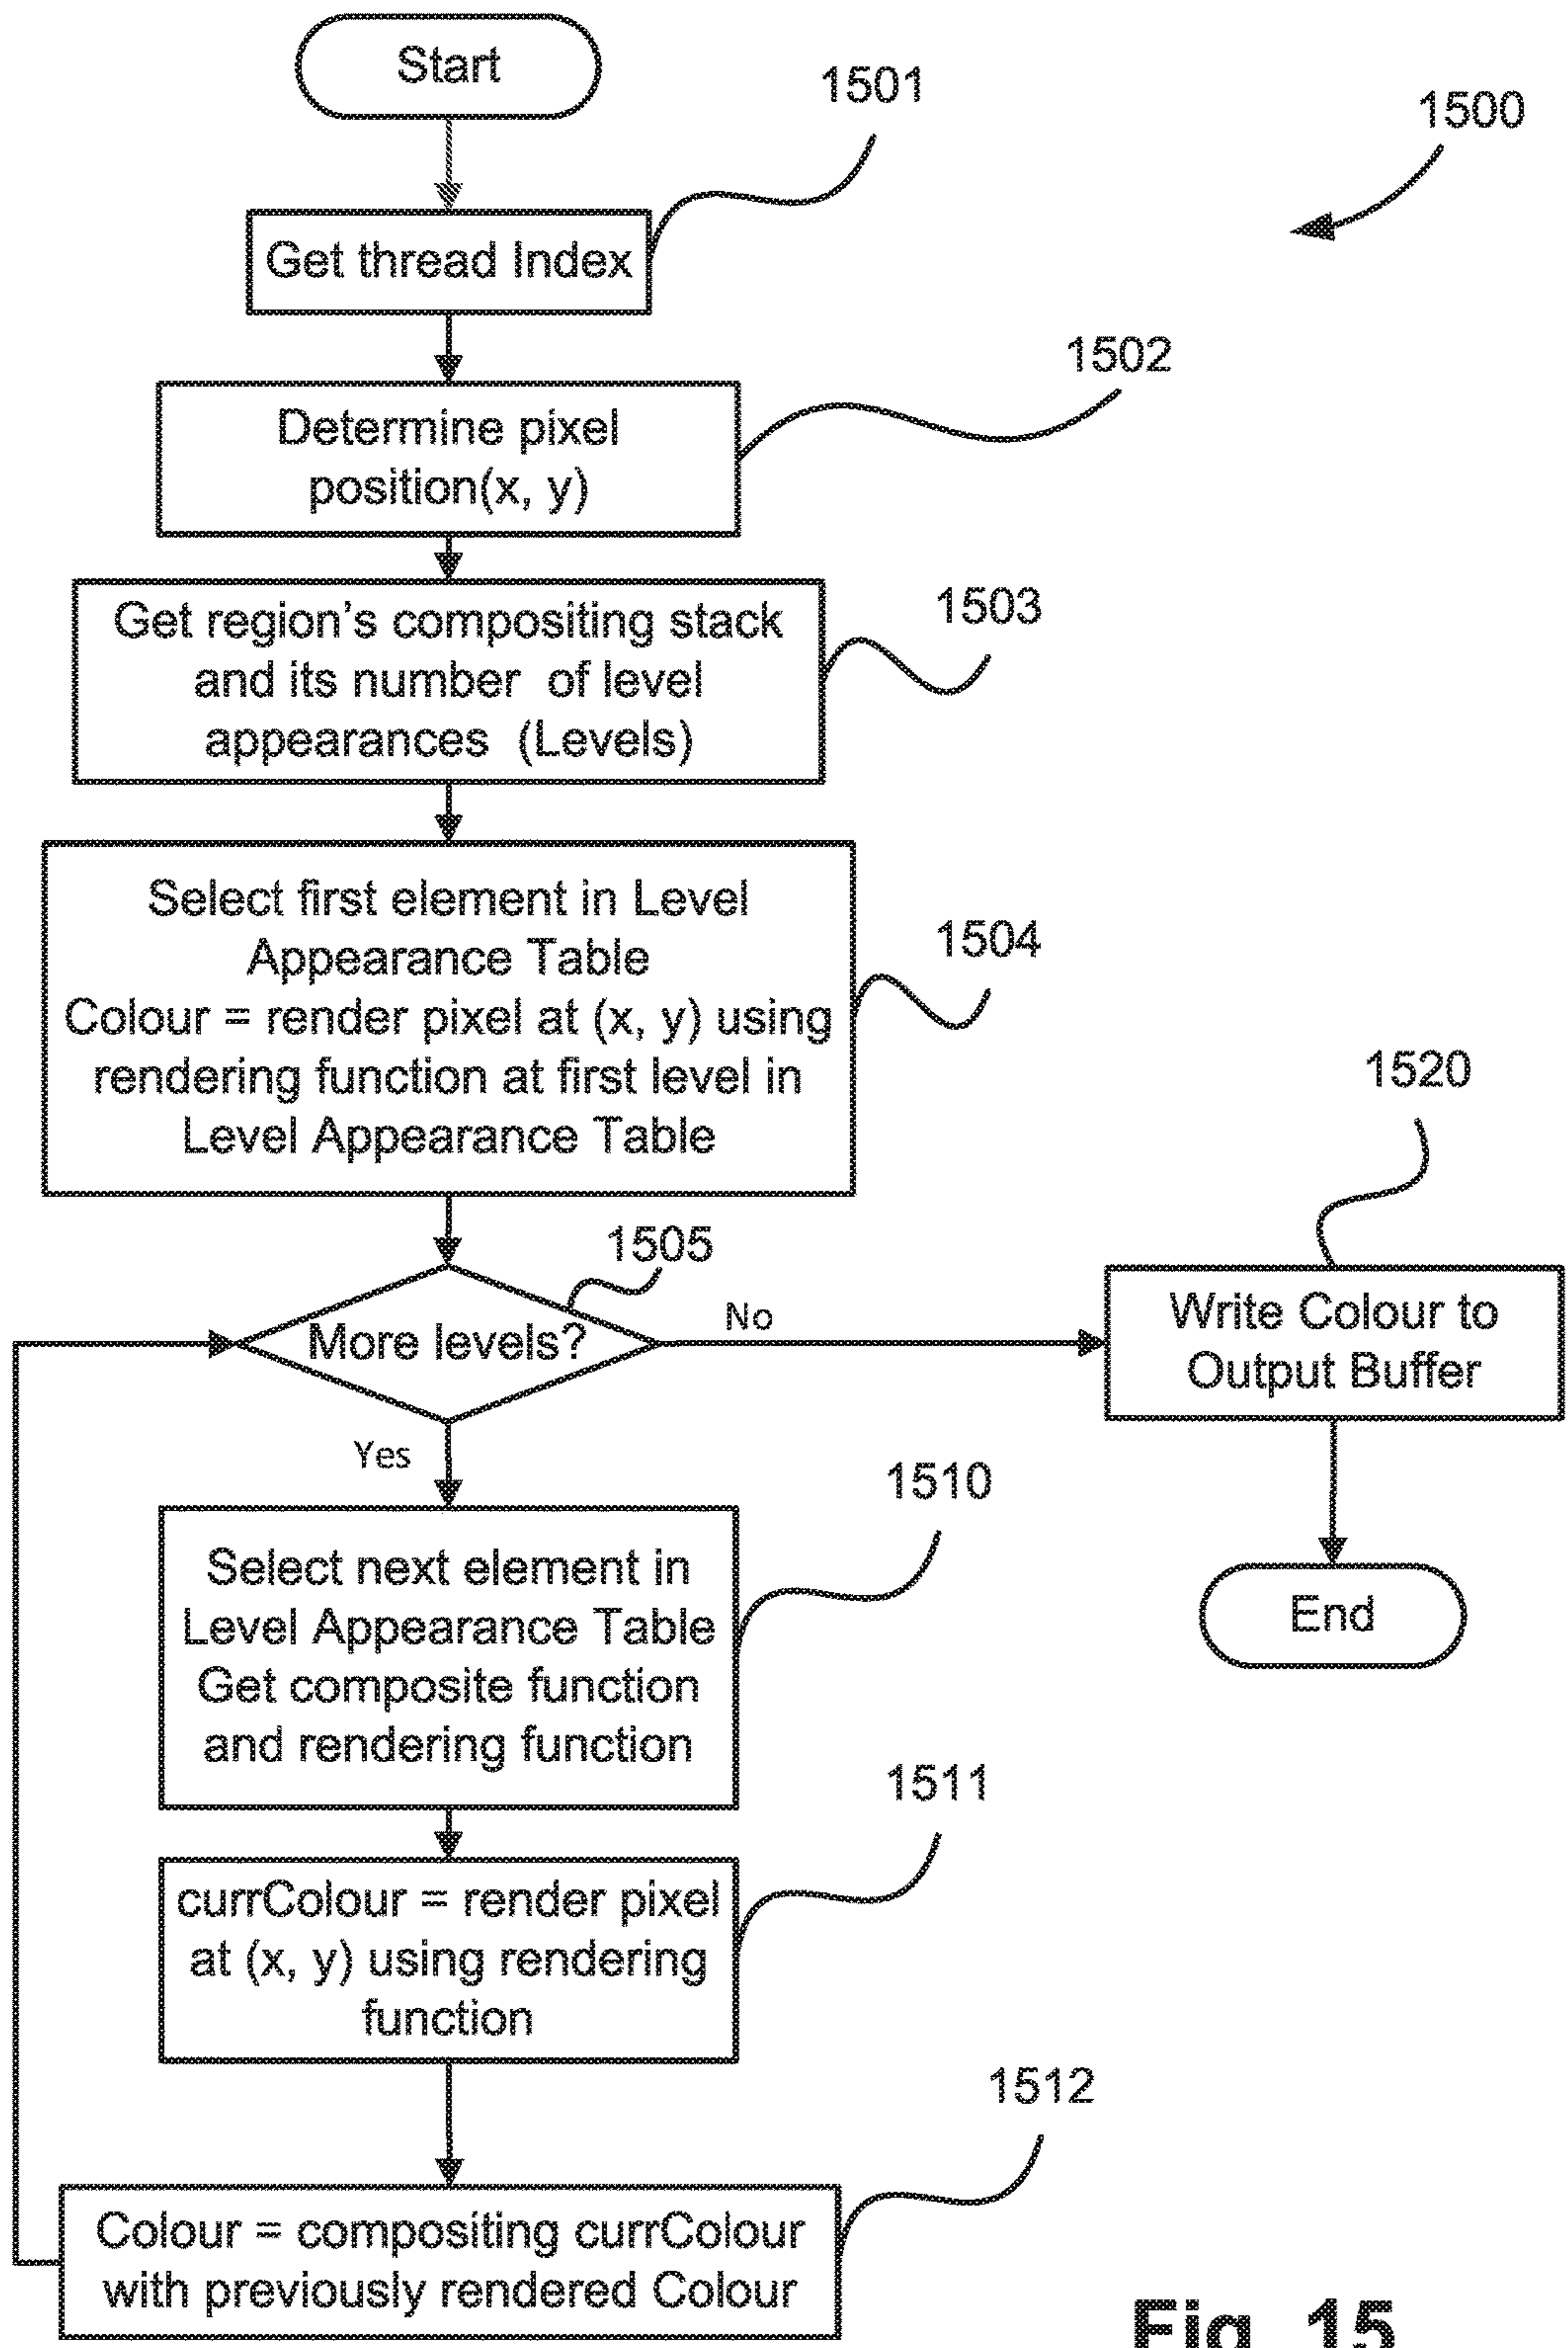 Start
1501
1500
Get thread Index
1502
Determine pixel
position(x, y)
1503
Get region's compositing stack
and its number of level
appearances (Levels)
1504
Select first element in Level
Appearance Table
Colour = render pixel at (x, y) using
rendering function at first level in
Level Appearance Table
1520
1505
More levels?
No
Write Colour to
Output Buffer
Yes
1510
Select next element in
Level Appearance Table
Get composite function
and rendering function
End
1511
currColour = render pixel
at (x, y) using rendering
function
1512
Colour = compositing currColour
with previously rendered Colour
Fig. 15